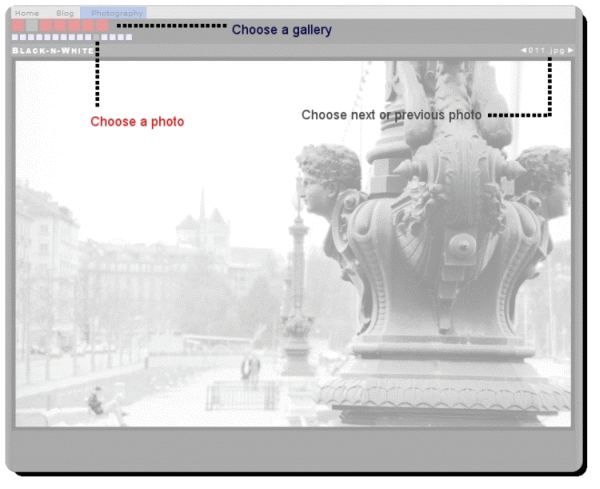 Home Blog Photography
Choose a gallery
BLACK-N-WHITE ◀011.jpg▶
Choose next or previous photo
Choose a photo